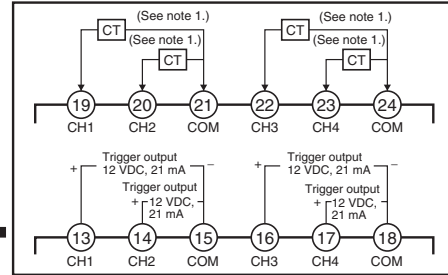 (See note 1.) (See note 1.)
CT (See note 1.) CT (See note 1.)
CT CT
19 20 21 22 23 24
CH1 CH2 COM CH3 CH4 COM
Trigger output Trigger output
+ 12 VDC, 21 mA – + 12 VDC, 21 mA –
Trigger output Trigger output
+ 12 VDC, – + 12 VDC, –
21 mA 21 mA
13 14 15 16 17 18
CH1 CH2 COM CH3 CH4 COM